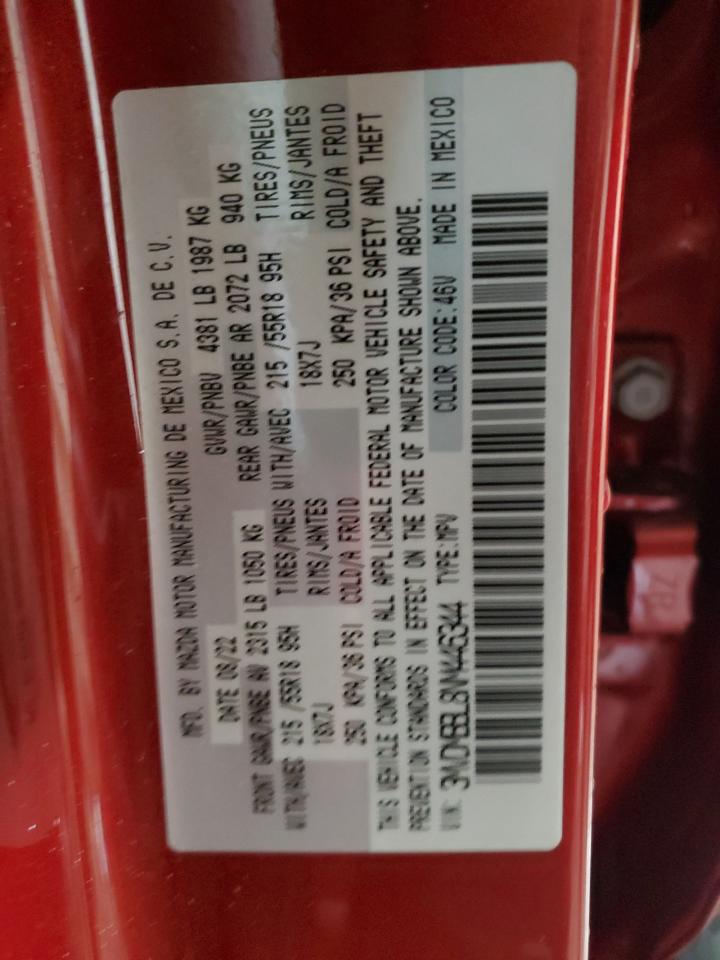 MFD. BY MAZDA MOTOR MANUFACTURING DE MEXICO S.A. DE C.V.
DATE 08/22 GVWR/PNBV 4381 LB 1987 KG
FRONT GAWR/PNBE AV 2315 LB 1050 KG REAR GAWR/PNBE AR 2072 LB 940 KG
WITH/AVEC 215 /55R18 95H TIRES/PNEUS WITH/AVEC 215 /55R18 95H TIRES/PNEUS
18X7J RIMS/JANTES 18X7J RIMS/JANTES
250 KPA/36 PSI COLD/A FROID 250 KPA/36 PSI COLD/A FROID
THIS VEHICLE CONFORMS TO ALL APPLICABLE FEDERAL MOTOR VEHICLE SAFETY AND THEFT
PREVENTION STANDARDS IN EFFECT ON THE DATE OF MANUFACTURE SHOWN ABOVE.
VIN: 3MVDMBBL8NM446344 TYPE:MPV COLOR CODE:46V MADE IN MEXICO